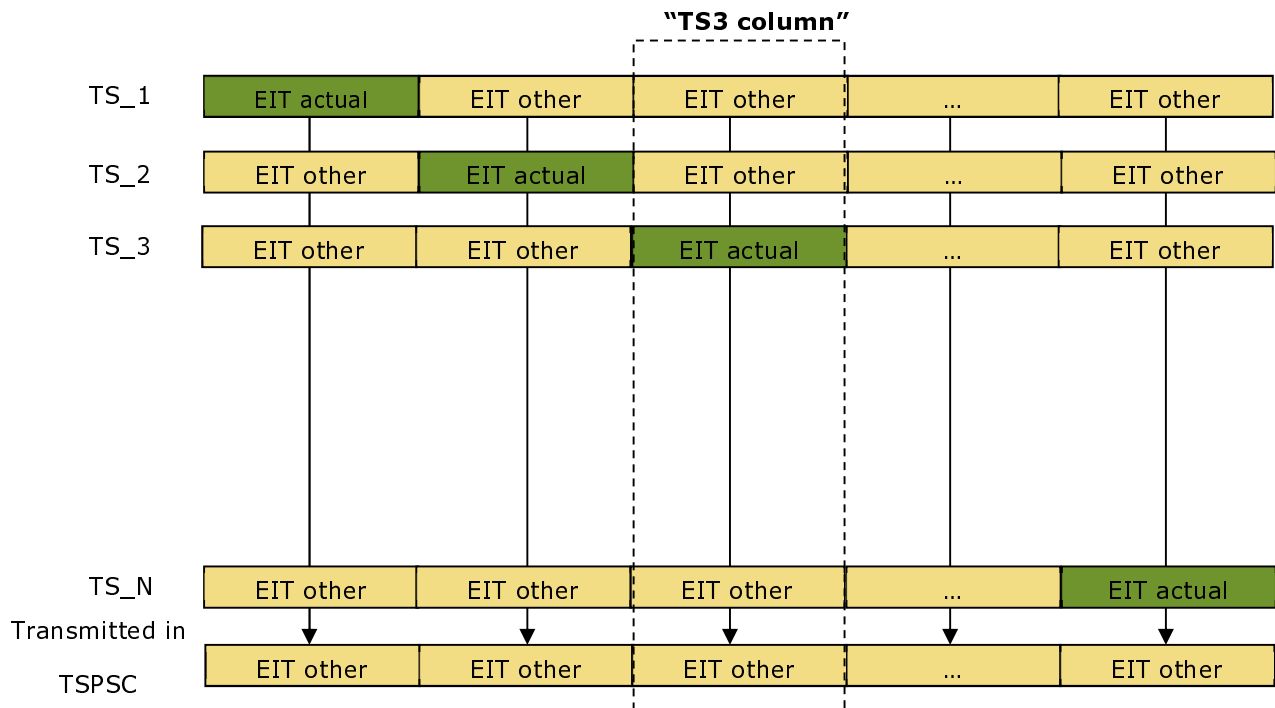 “TS3 column”
TS_1 EIT actual EIT other EIT other ... EIT other
TS_2 EIT other EIT actual EIT other ... EIT other
TS_3 EIT other EIT other EIT actual ... EIT other
TS_N EIT other EIT other EIT other ... EIT actual
Transmitted in
TSPSC EIT other EIT other EIT other ... EIT other